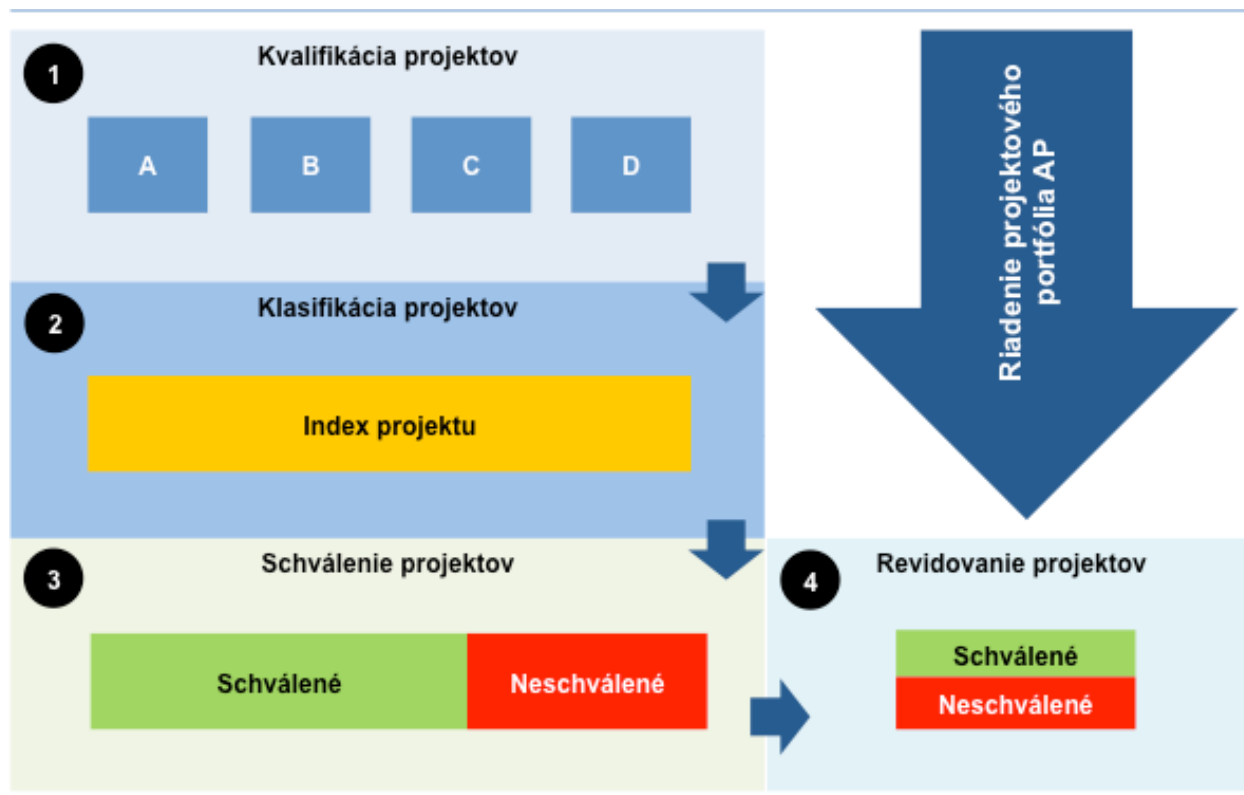 1
Kvalifikácia projektov
A
B
C
D
2
Klasifikácia projektov
Index projektu
3
Schválenie projektov
Schválené
Neschválené
Riadenie projektového
portfólia AP
4
Revidovanie projektov
Schválené
Neschválené